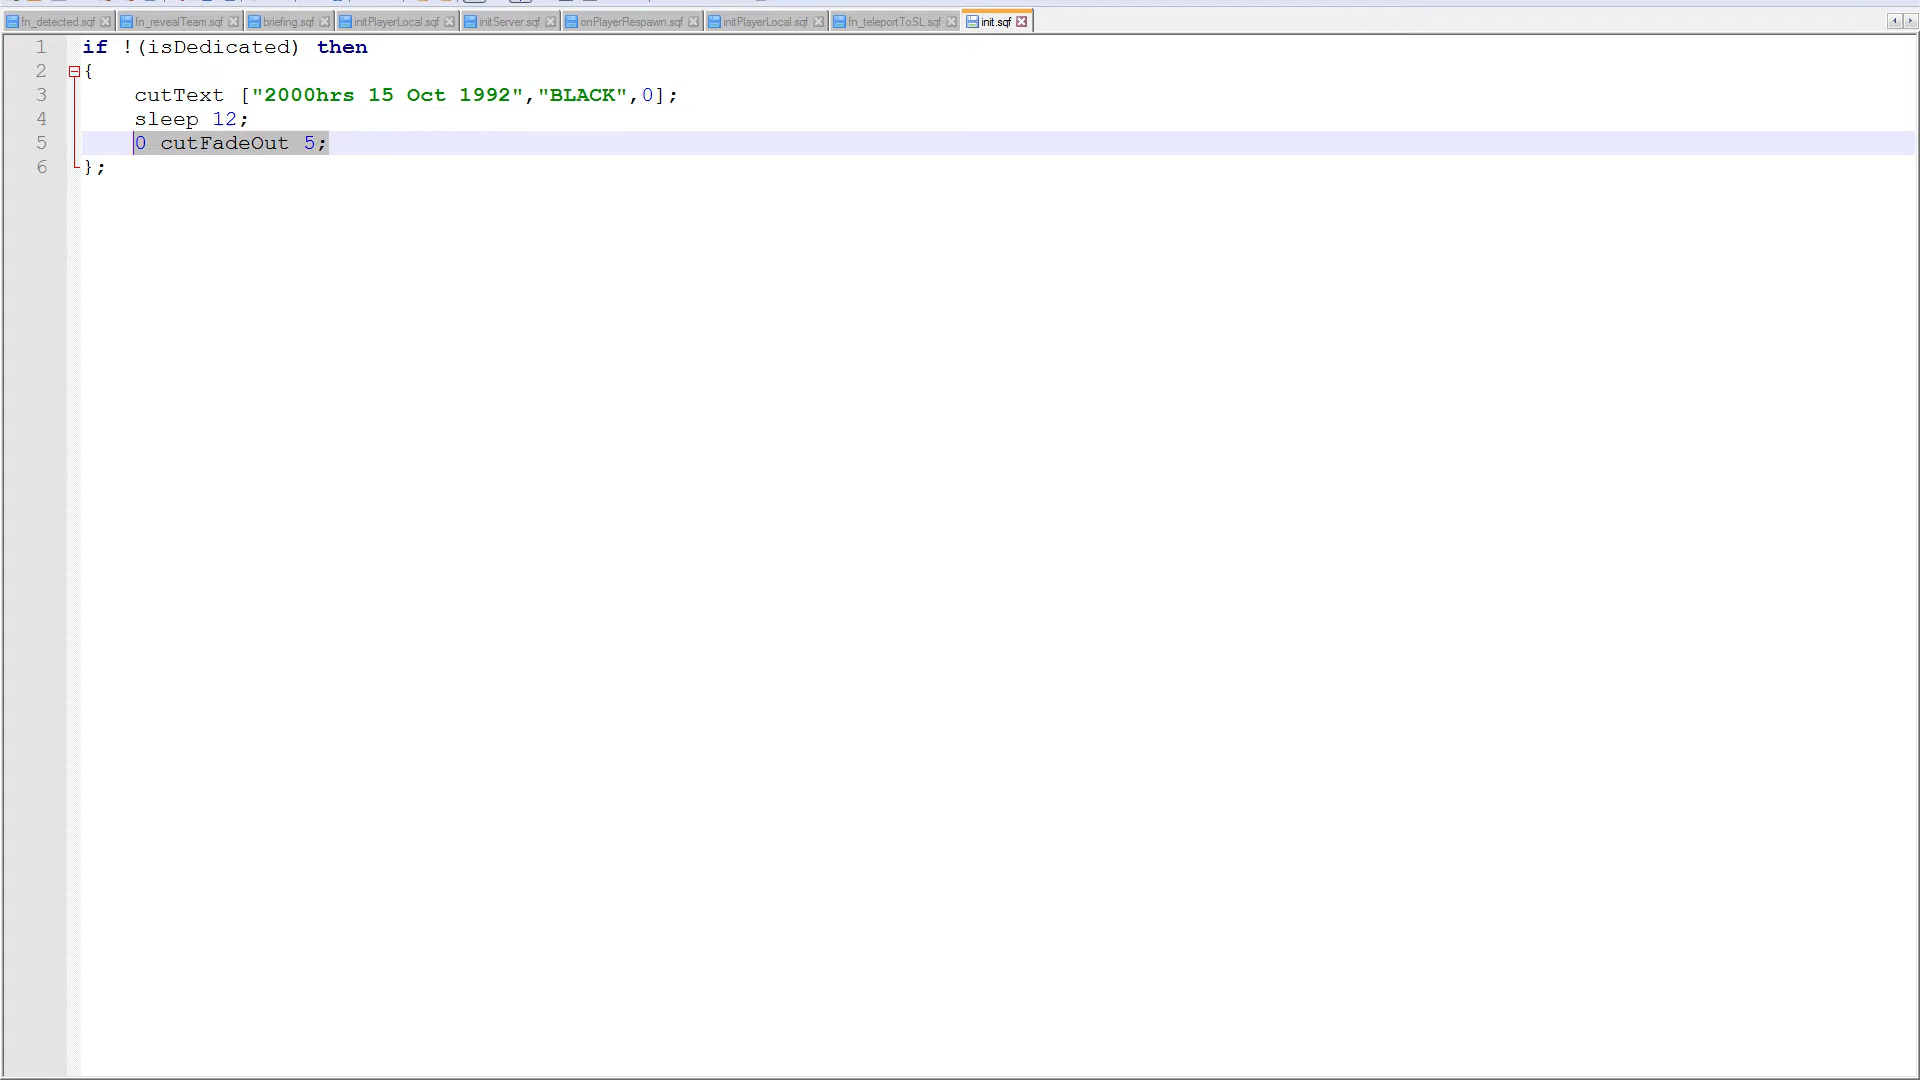 fn_detected.sqf fn_revealTeam.sqf briefing.sqf initPlayerLocal.sqf initServer.sqf onPlayerRespawn.sqf initPlayerLocal.sqf fn_teleportToSL.sqf init.sqf
1 if !(isDedicated) then
2 {
3 cutText ["2000hrs 15 Oct 1992","BLACK",0];
4 sleep 12;
5 0 cutFadeOut 5;
6 };